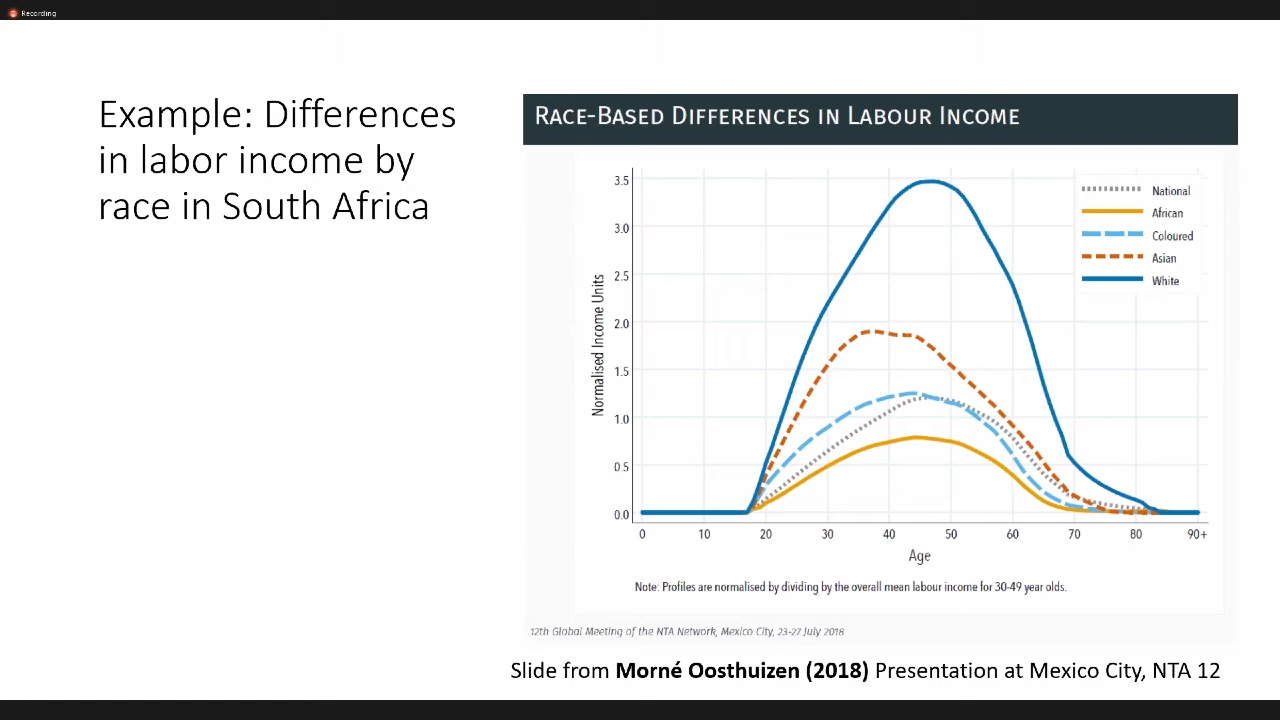 Recording
Example: Differences
in labor income by
race in South Africa
RACE-BASED DIFFERENCES IN LABOUR INCOME
3.5
3.0
2.5
2.0
1.5
1.0
0.5
0.0
Normalised Income Units
National
African
Coloured
Asian
White
0 10 20 30 40 50 60 70 80 90+
Age
Note: Profiles are normalised by dividing by the overall mean labour income for 30-49 year olds.
12th Global Meeting of the NTA Network, Mexico City, 23-27 July 2018
Slide from Morné Oosthuizen (2018) Presentation at Mexico City, NTA 12